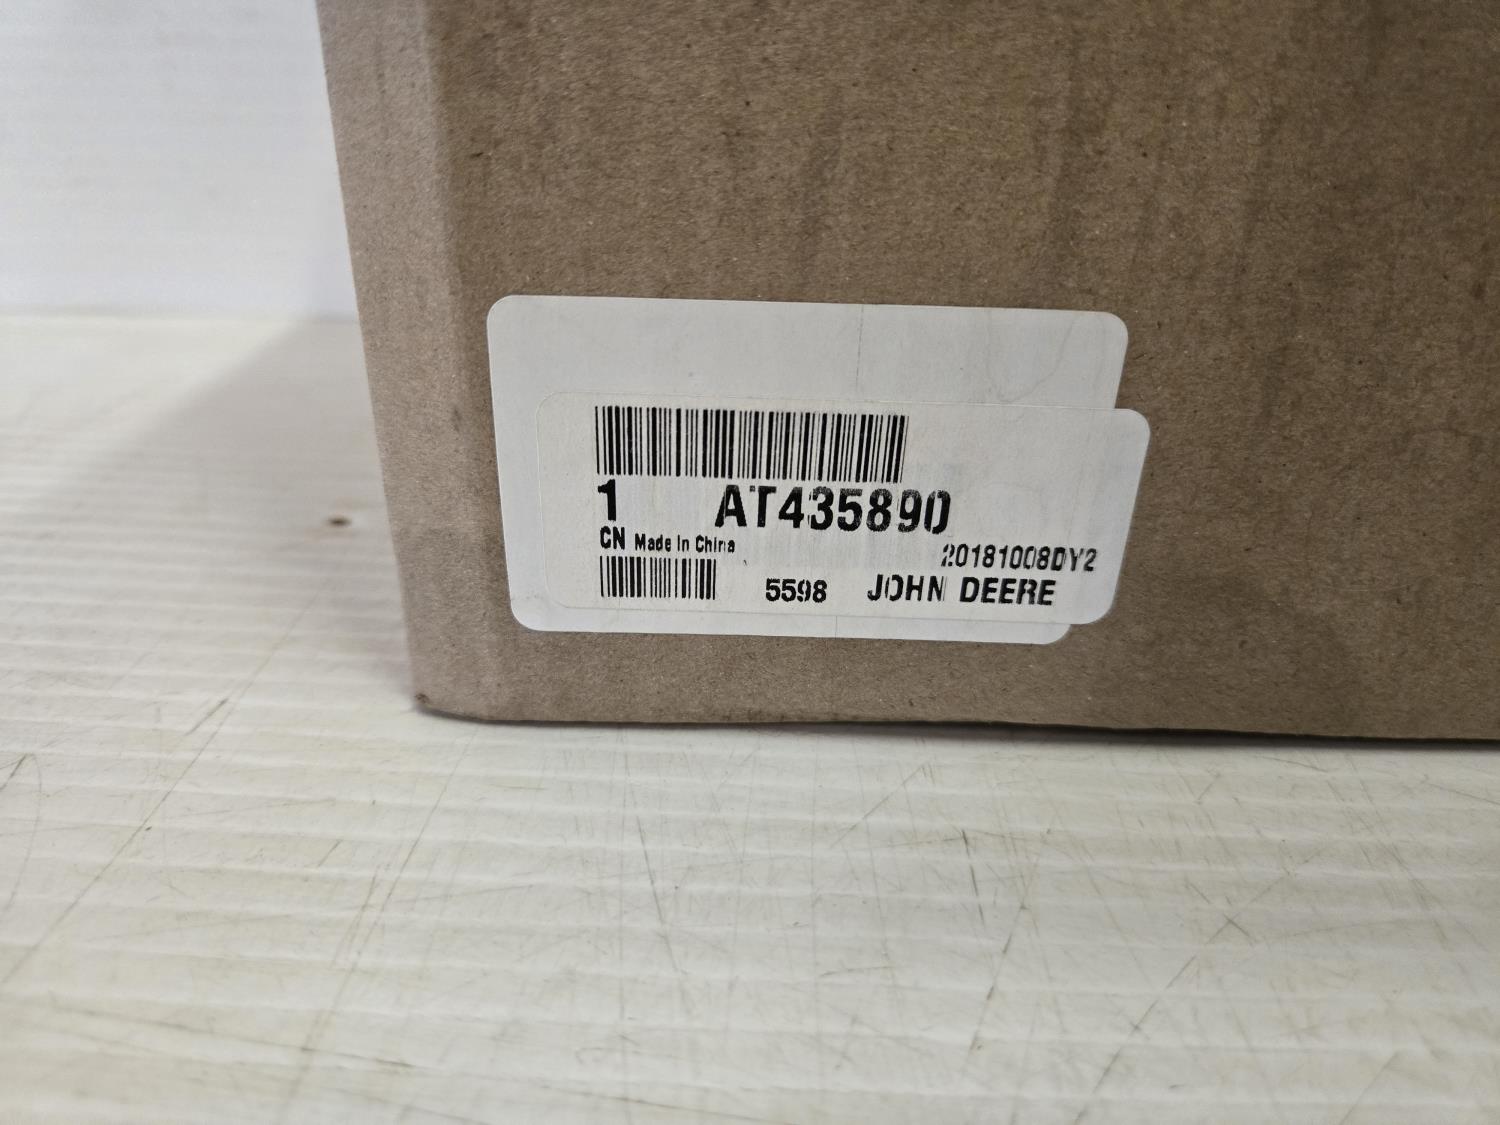 1 AT435890
CN Made In China
20181008DY2
5598 JOHN DEERE